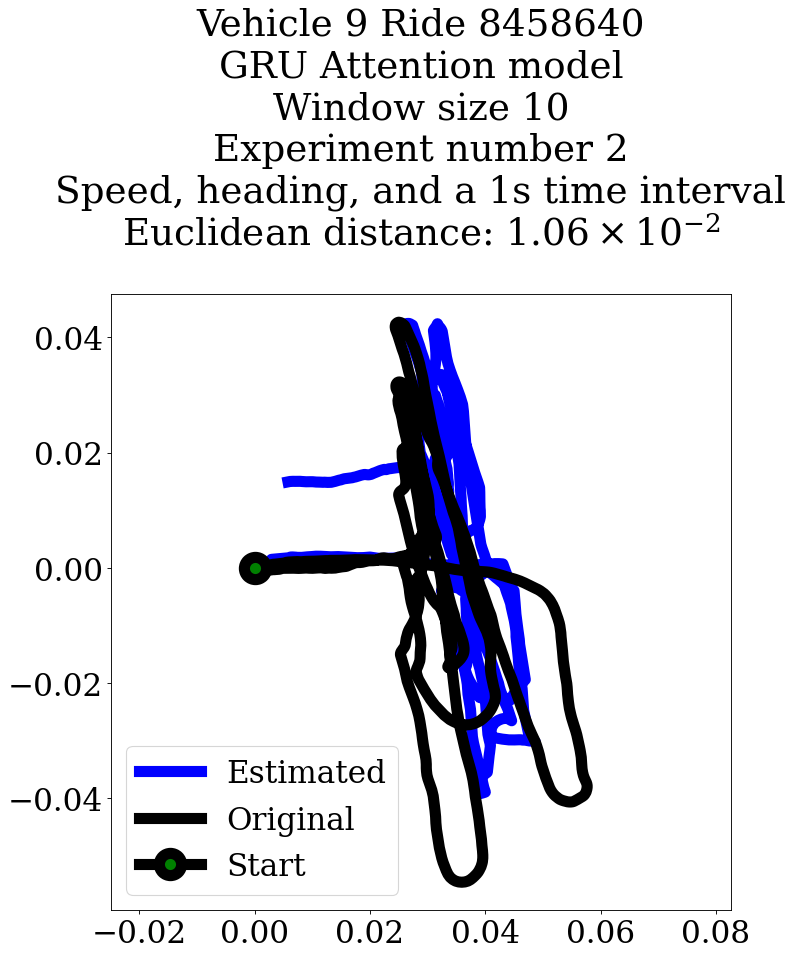 Vehicle 9 Ride 8458640
GRU Attention model
Window size 10
Experiment number 2
Speed, heading, and a 1s time interval
Euclidean distance: 1.06 × 10⁻²
0.04
0.02
0.00
−0.02
−0.04
Estimated
Original
Start
−0.02 0.00 0.02 0.04 0.06 0.08